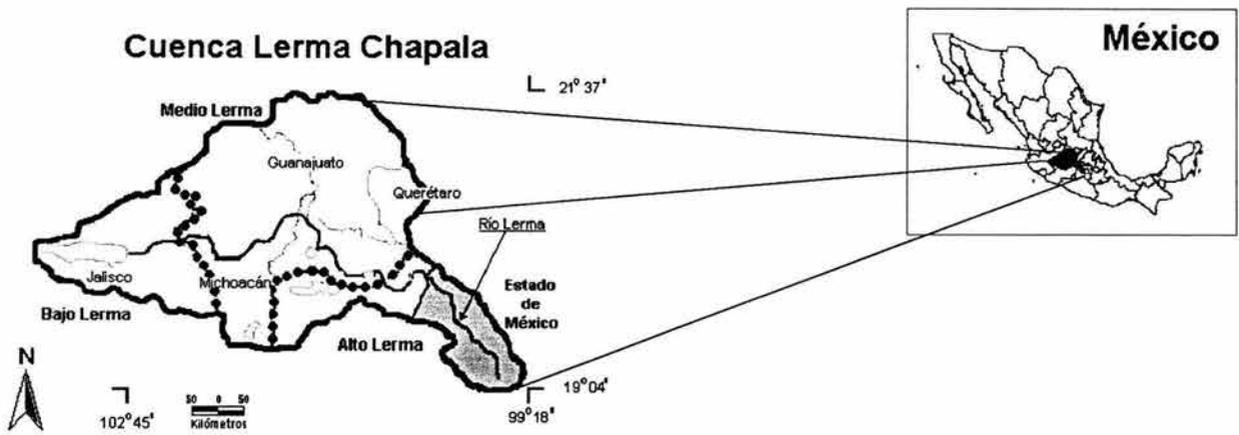 Cuenca Lerma Chapala
México
21° 37'
Medio Lerma
Guanajuato
Querétaro
Río Lerma
Jalisco
Michoacán
Estado
de
México
Bajo Lerma
Alto Lerma
N
19°04'
102°45'
50 0 50
Kilómetros
99°18'